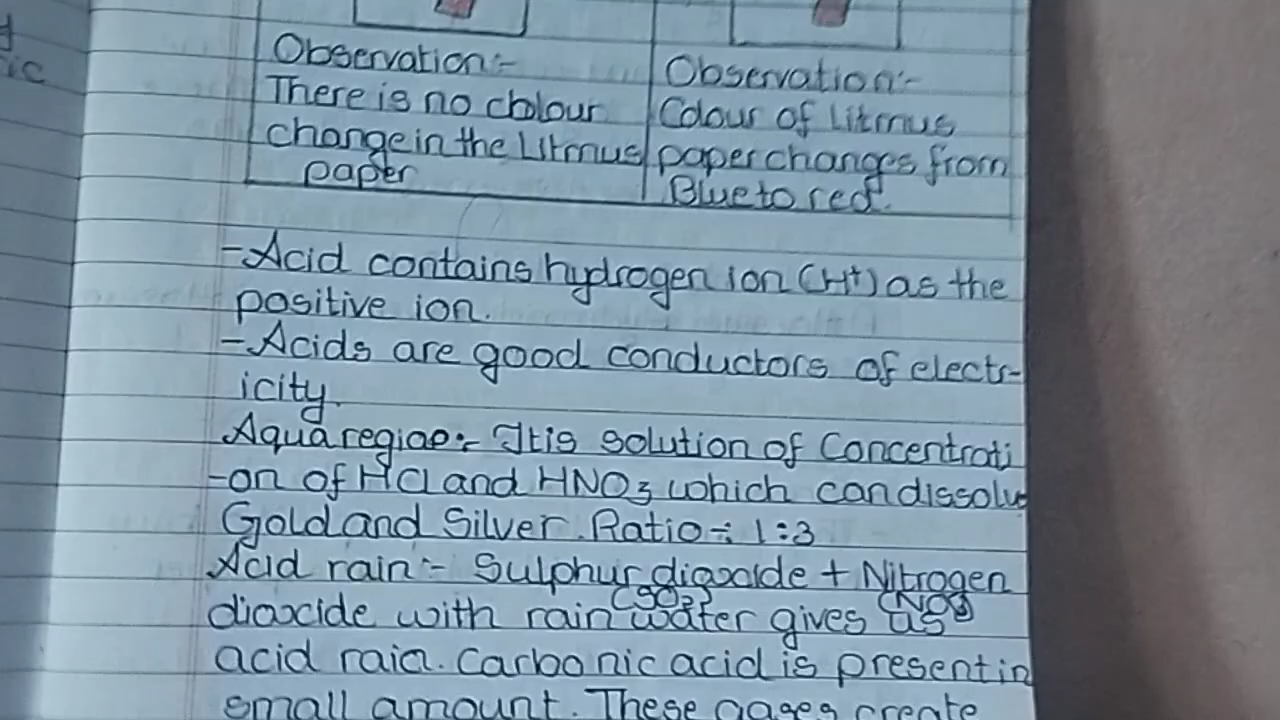 Observation:-
There is no colour
change in the Litmus
paper
Observation:-
Colour of Litmus
paper changes from
Blue to red.
-Acid contains hydrogen ion (H+) as the
positive ion.
-Acids are good conductors of electr-
icity.
Aquaregiae:- It is solution of Concentrati
-on of HCl and HNO3 which can dissolve
Gold and Silver. Ratio÷ 1:3
Acid rain:- Sulphur dioxide + Nitrogen
(SO2) (NO2)
dioxide with rain water gives us
acid rain. Carbonic acid is present in
small amount. These gases create